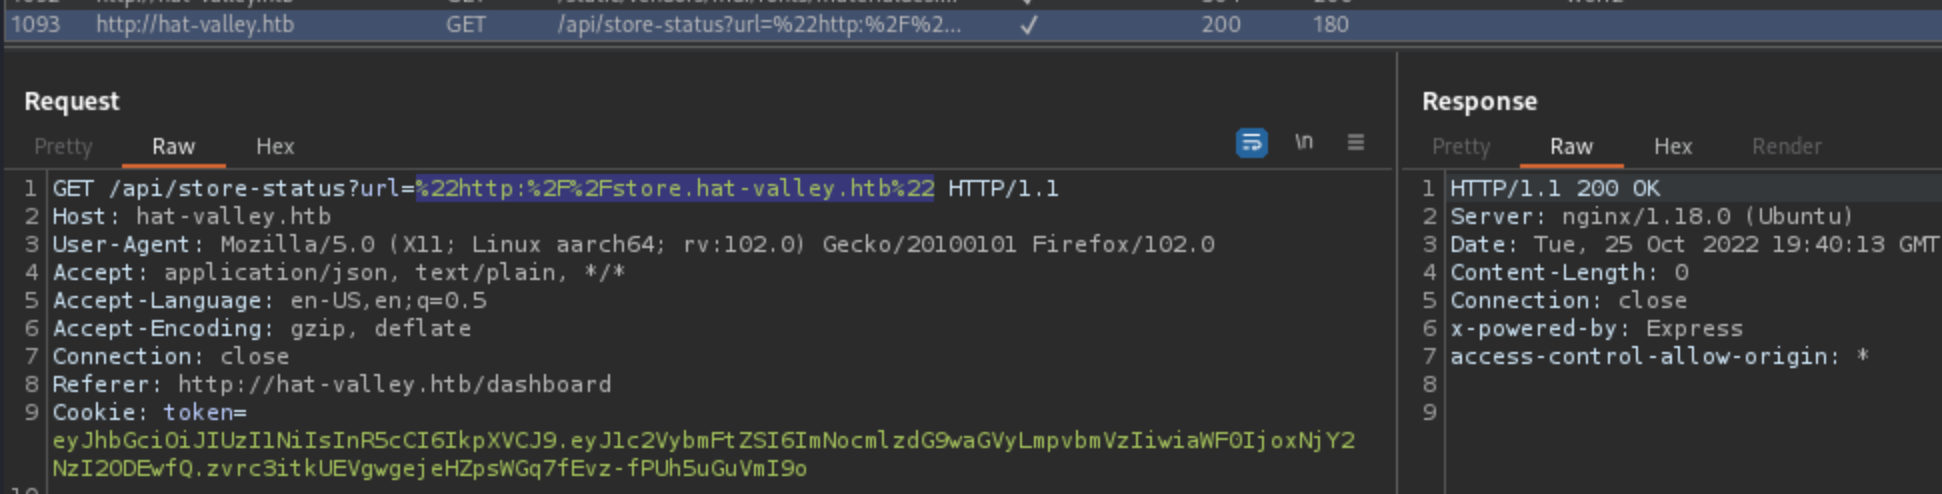 1093 http://hat-valley.htb GET /api/store-status?url=%22http:%2F%2... ✓ 200 180
Request
Pretty Raw Hex
\n
1 GET /api/store-status?url=%22http:%2F%2Fstore.hat-valley.htb%22 HTTP/1.1
2 Host: hat-valley.htb
3 User-Agent: Mozilla/5.0 (X11; Linux aarch64; rv:102.0) Gecko/20100101 Firefox/102.0
4 Accept: application/json, text/plain, */*
5 Accept-Language: en-US,en;q=0.5
6 Accept-Encoding: gzip, deflate
7 Connection: close
8 Referer: http://hat-valley.htb/dashboard
9 Cookie: token=
eyJhbGciOiJIUzI1NiIsInR5cCI6IkpXVCJ9.eyJ1c2VybmFtZSI6ImNocmlzdG9waGVyLmpvbmVzIiwiaWF0IjoxNjY2
NzI2ODEwfQ.zvrc3itkUEVgwgejeHZpsWGq7fEvz-fPUh5uGuVmI9o
Response
Pretty Raw Hex Render
1 HTTP/1.1 200 OK
2 Server: nginx/1.18.0 (Ubuntu)
3 Date: Tue, 25 Oct 2022 19:40:13 GMT
4 Content-Length: 0
5 Connection: close
6 x-powered-by: Express
7 access-control-allow-origin: *
8
9